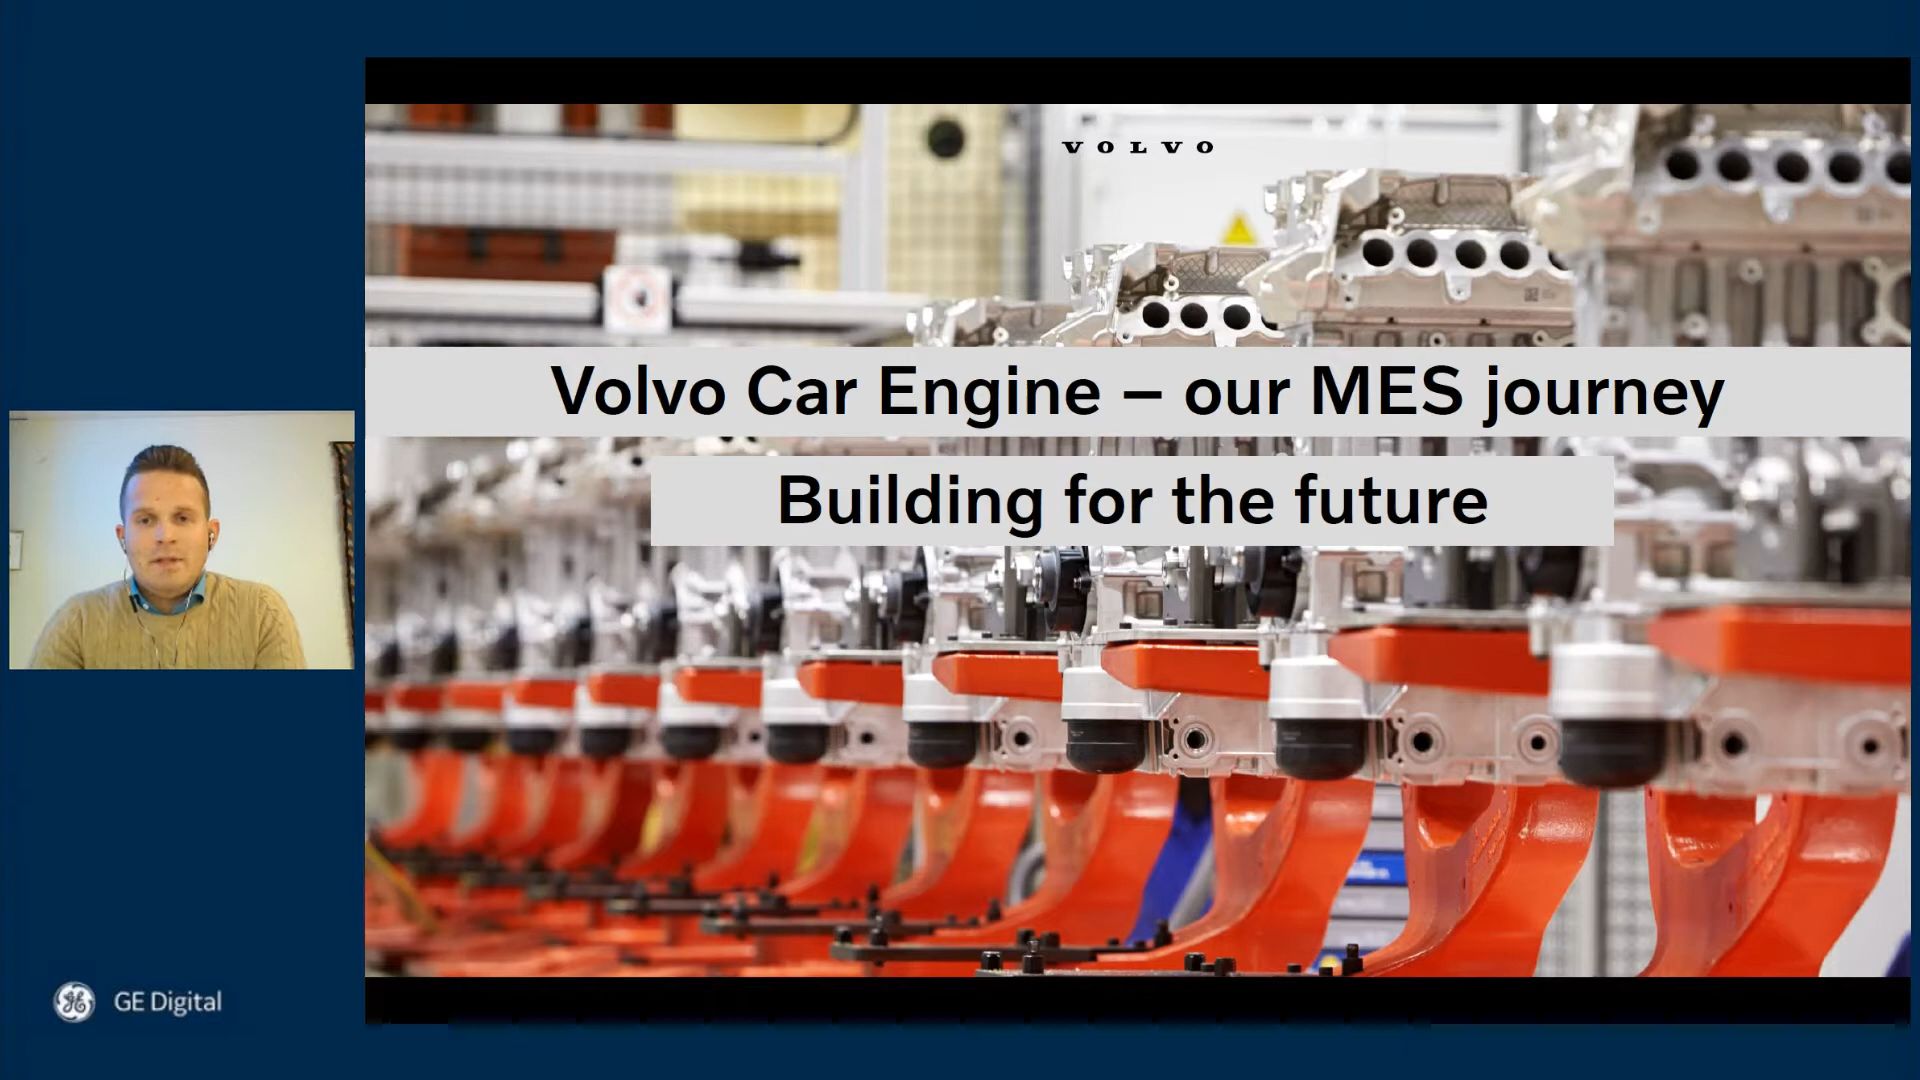 VOLVO
Volvo Car Engine – our MES journey
Building for the future
GE Digital